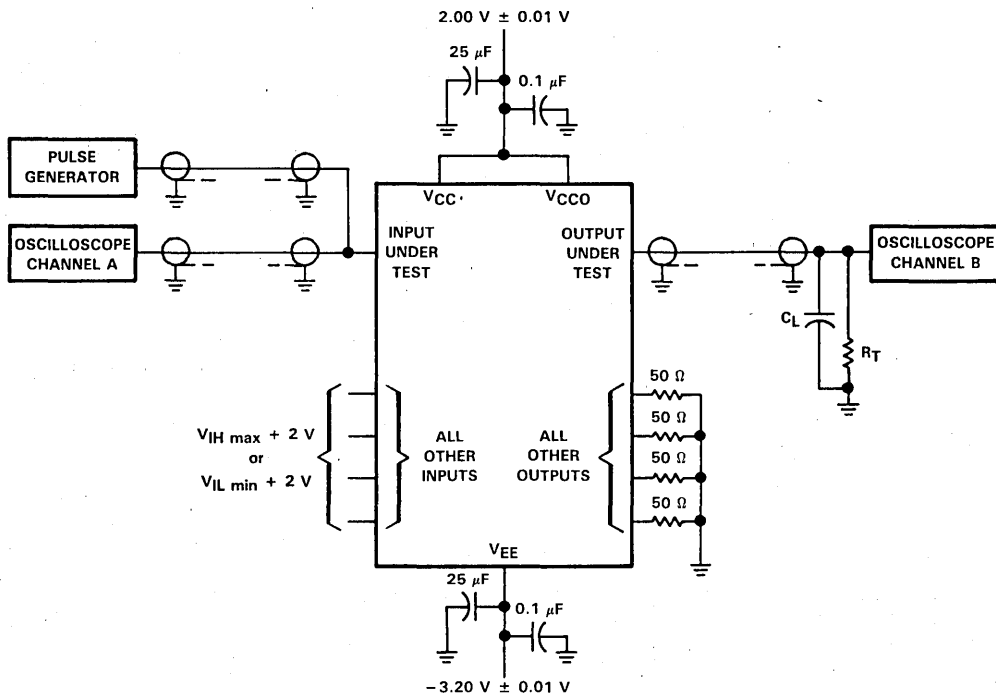 2.00 V ± 0.01 V
25 μF
0.1 μF
PULSE
GENERATOR
OSCILLOSCOPE
CHANNEL A
VCC
VCCO
INPUT
UNDER
TEST
OUTPUT
UNDER
TEST
OSCILLOSCOPE
CHANNEL B
CL
RT
VIH max + 2 V
or
VIL min + 2 V
ALL
OTHER
INPUTS
ALL
OTHER
OUTPUTS
50 Ω
50 Ω
50 Ω
50 Ω
VEE
25 μF
0.1 μF
−3.20 V ± 0.01 V